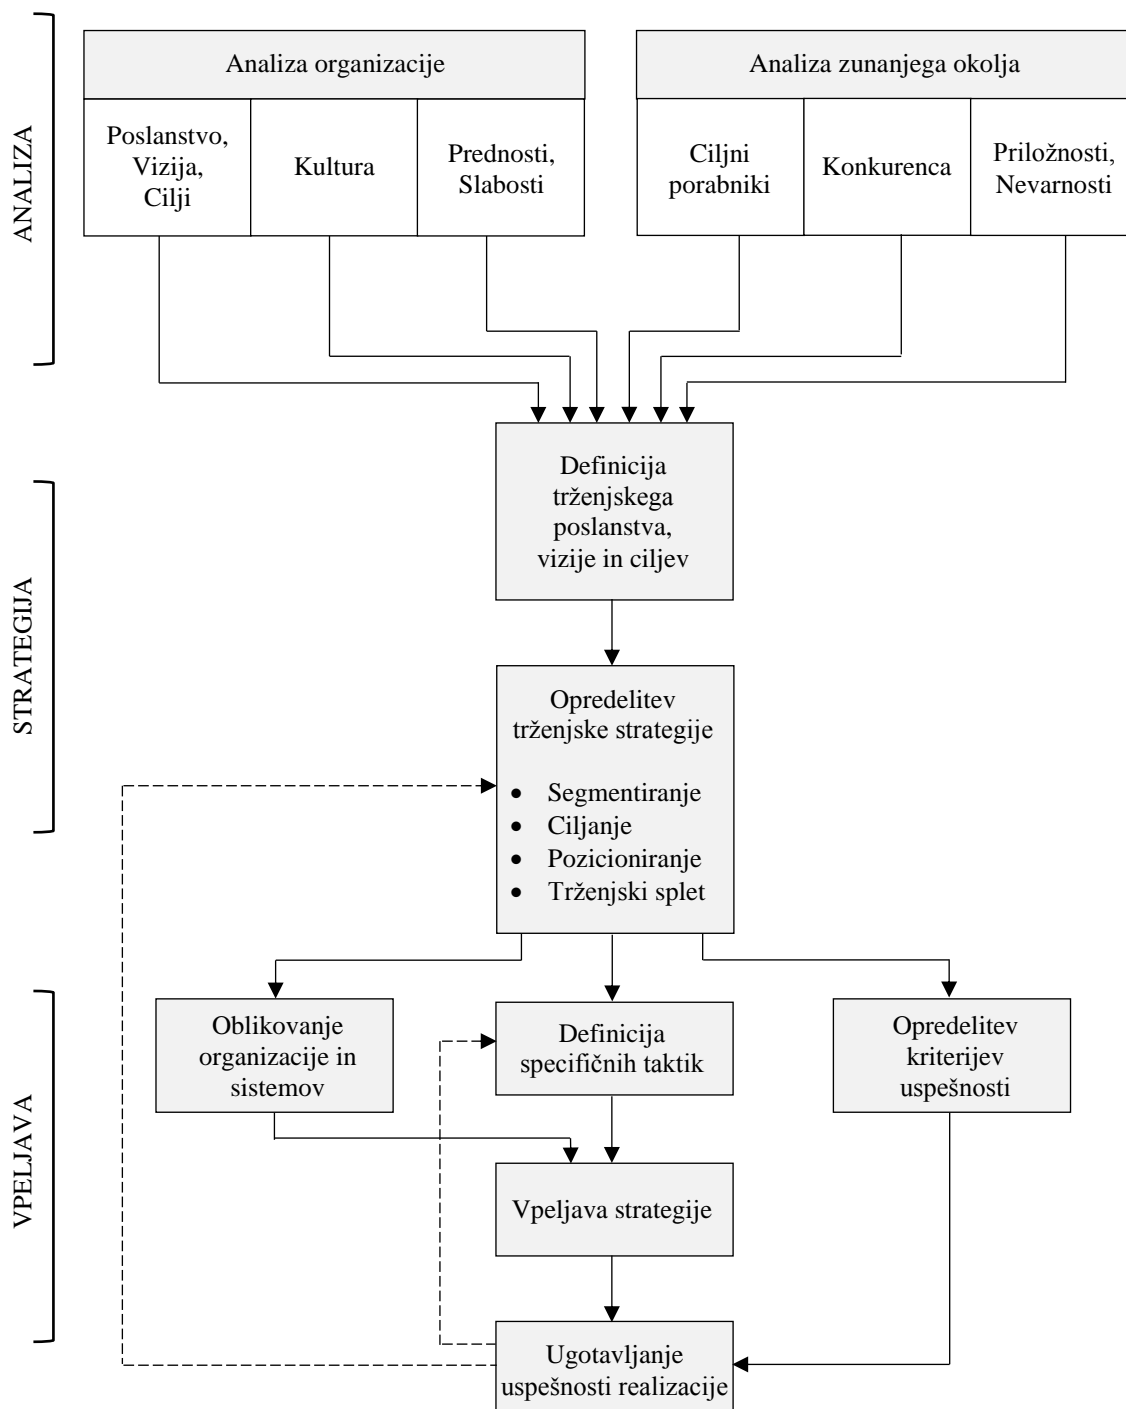 ANALIZA
Analiza organizacije
Poslanstvo,
Vizija,
Cilji
Kultura
Prednosti,
Slabosti
Analiza zunanjega okolja
Ciljni
porabniki
Konkurenca
Priložnosti,
Nevarnosti
STRATEGIJA
Definicija
trženjskega
poslanstva,
vizije in ciljev
Opredelitev
trženjske strategije
• Segmentiranje
• Ciljanje
• Pozicioniranje
• Trženjski splet
VPELJAVA
Oblikovanje
organizacije in
sistemov
Definicija
specifičnih taktik
Opredelitev
kriterijev
uspešnosti
Vpeljava strategije
Ugotavljanje
uspešnosti realizacije